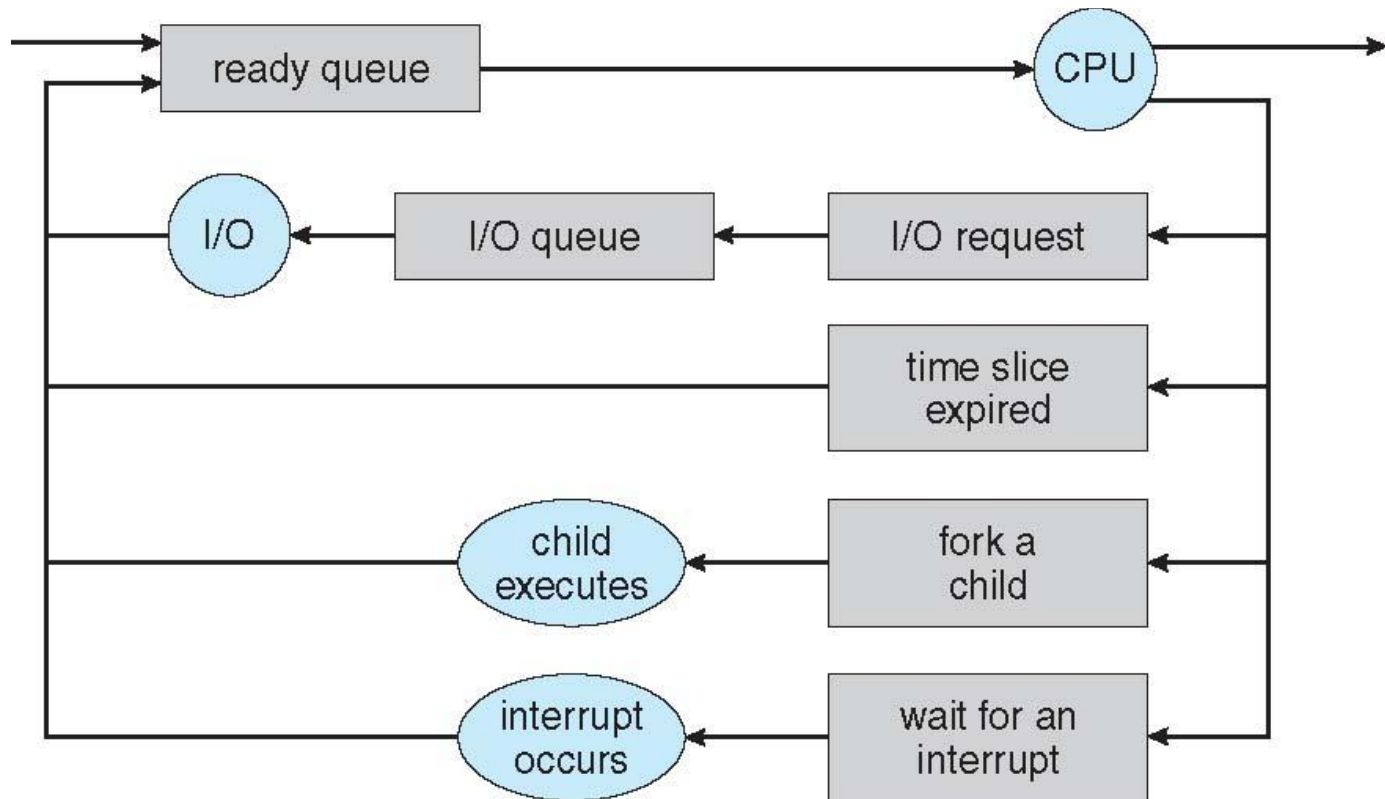 ready queue
CPU
I/O
I/O queue
I/O request
time slice
expired
child
executes
fork a
child
interrupt
occurs
wait for an
interrupt